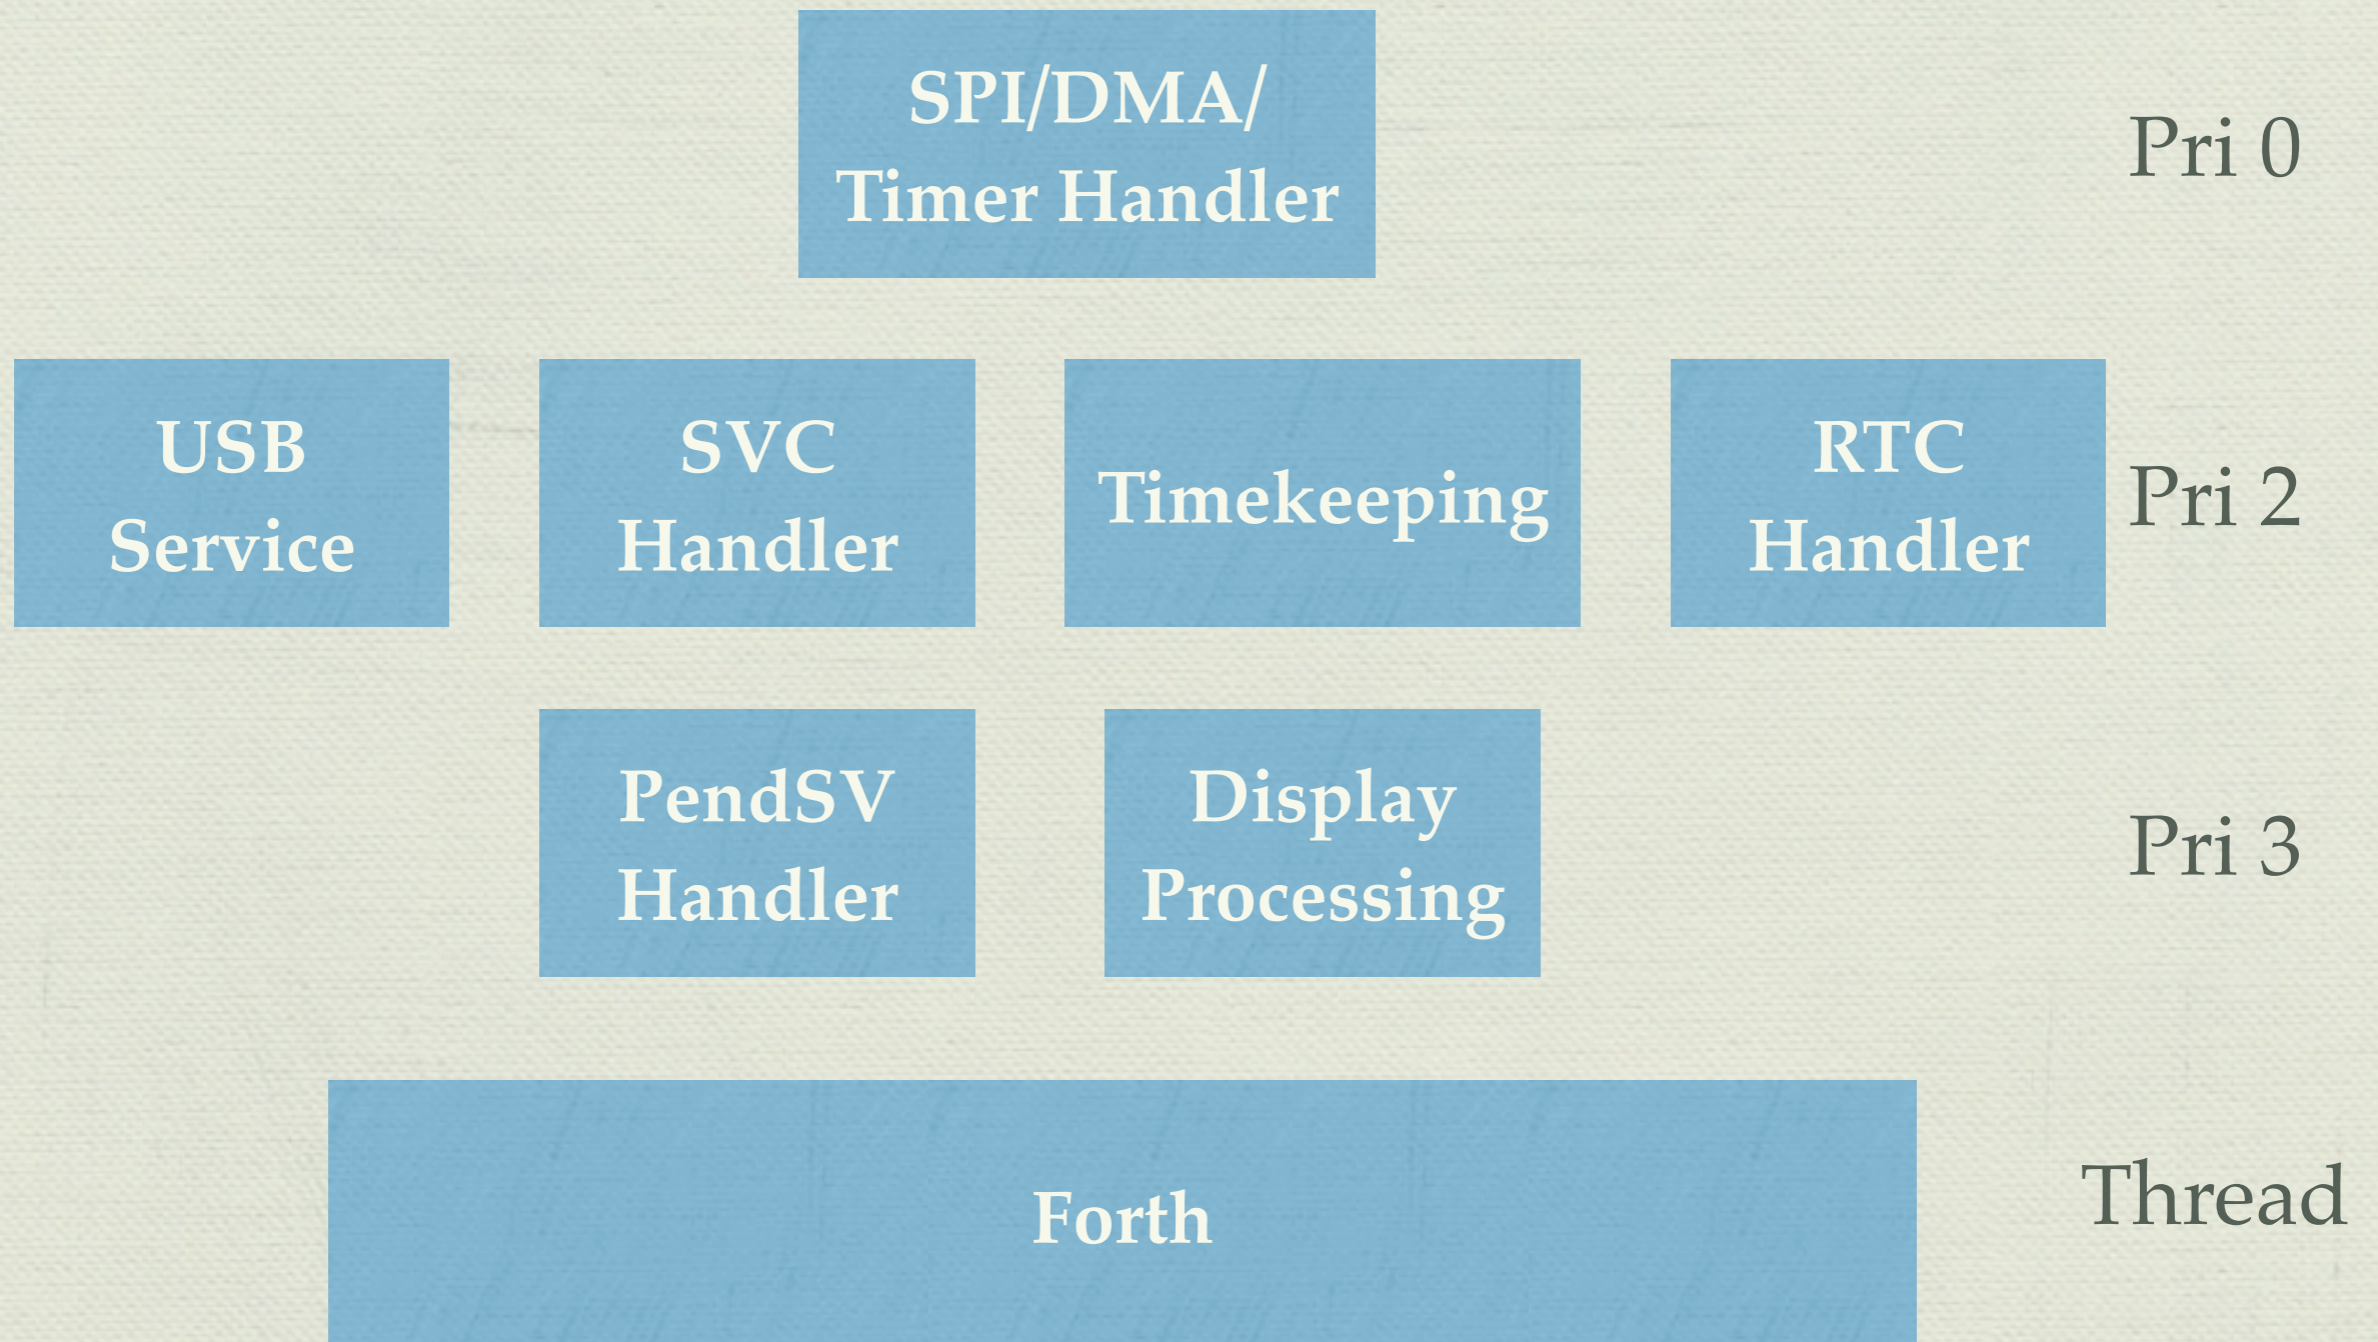 SPI/DMA/
Timer Handler
Pri 0
USB
Service
SVC
Handler
Timekeeping
RTC
Handler
Pri 2
PendSV
Handler
Display
Processing
Pri 3
Forth
Thread